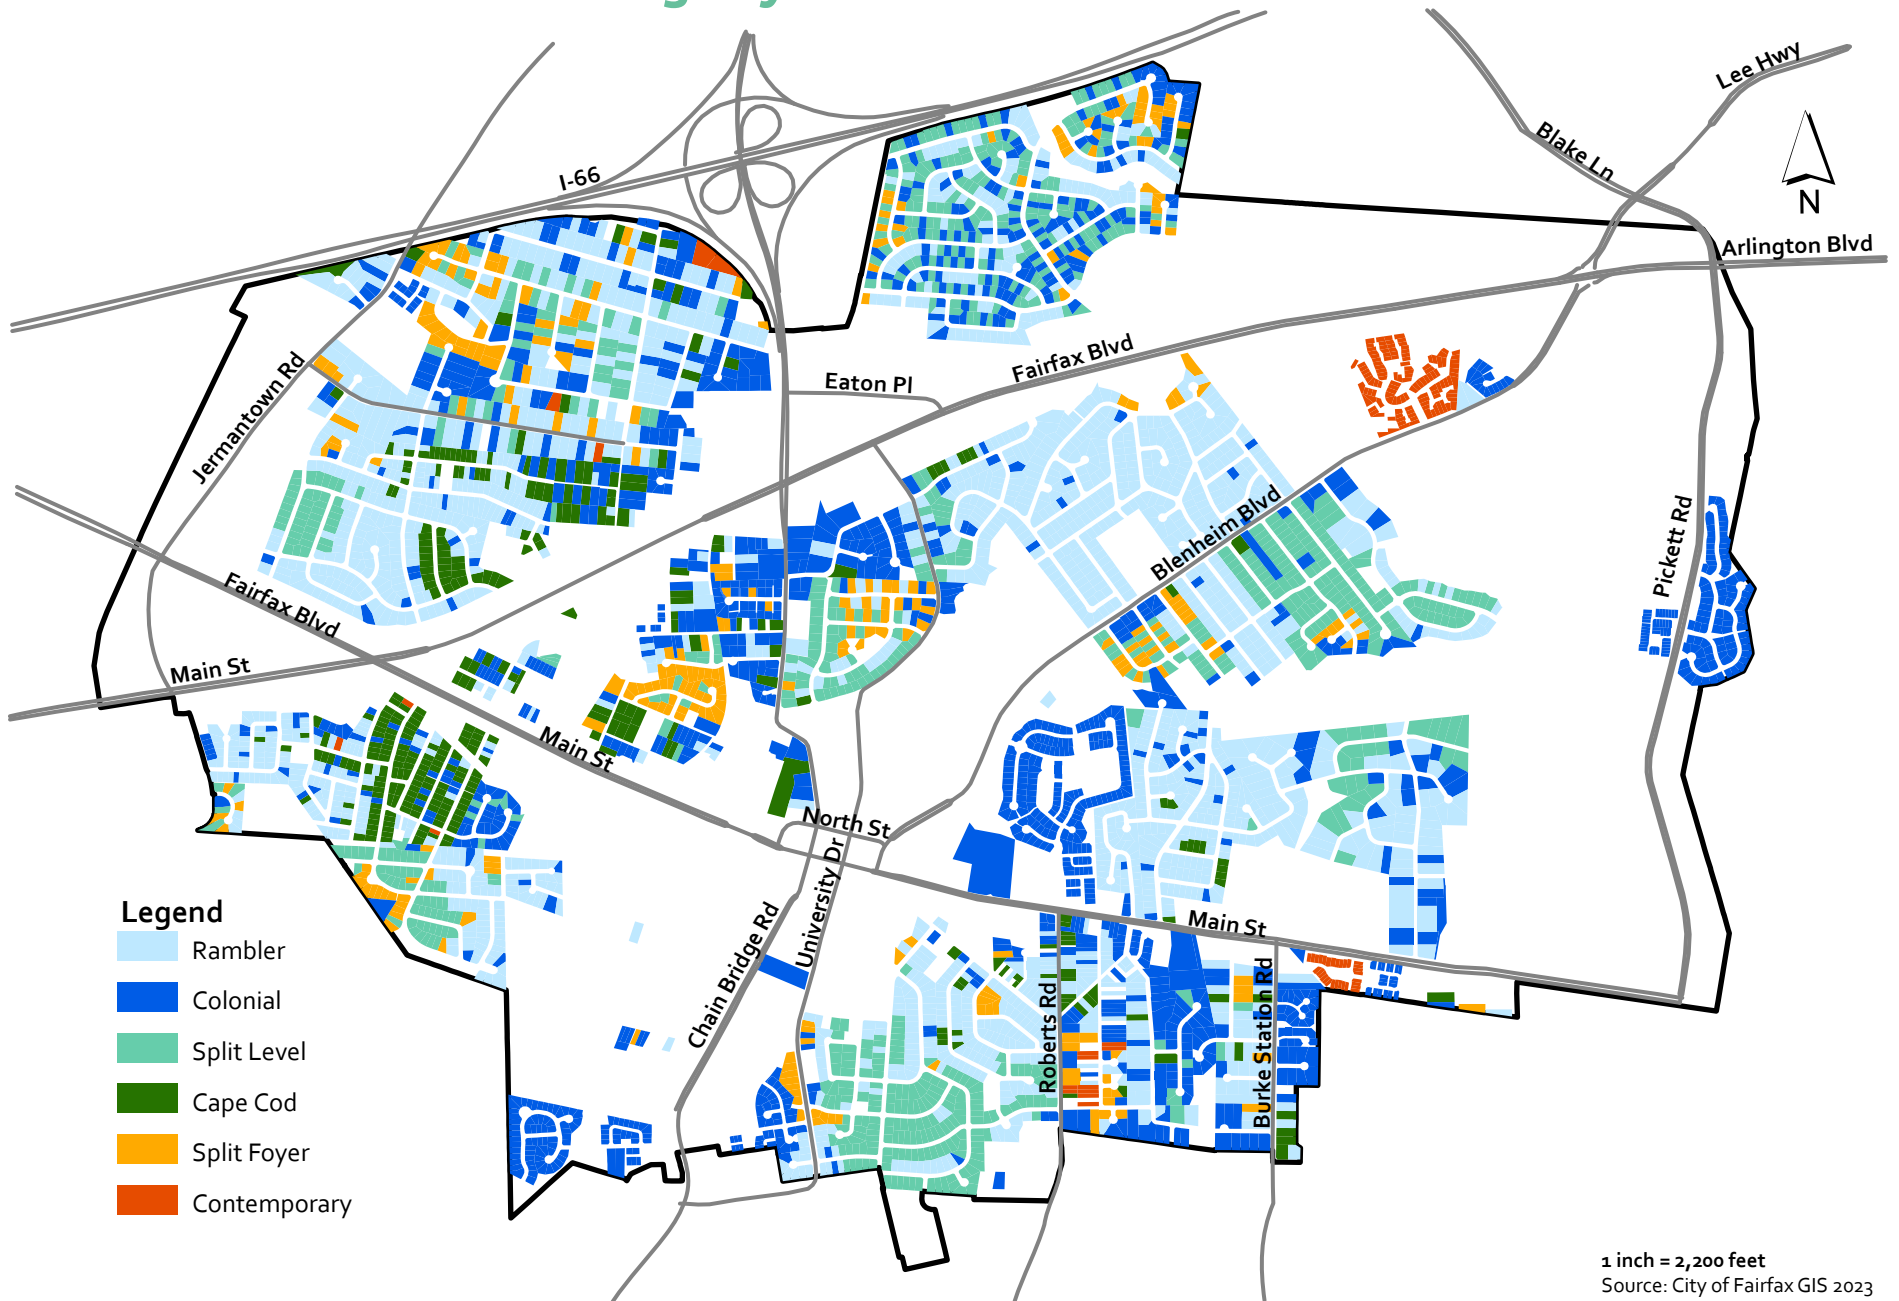 Lee Hwy
Blake Ln
I-66
N
Arlington Blvd
Fairfax Blvd
Eaton Pl
Jermantown Rd
Blenheim Blvd
Pickett Rd
Fairfax Blvd
Main St
Main St
North St
University Dr
Chain Bridge Rd
Main St
Roberts Rd
Burke Station Rd
Legend
Rambler
Colonial
Split Level
Cape Cod
Split Foyer
Contemporary
1 inch = 2,200 feet
Source: City of Fairfax GIS 2023